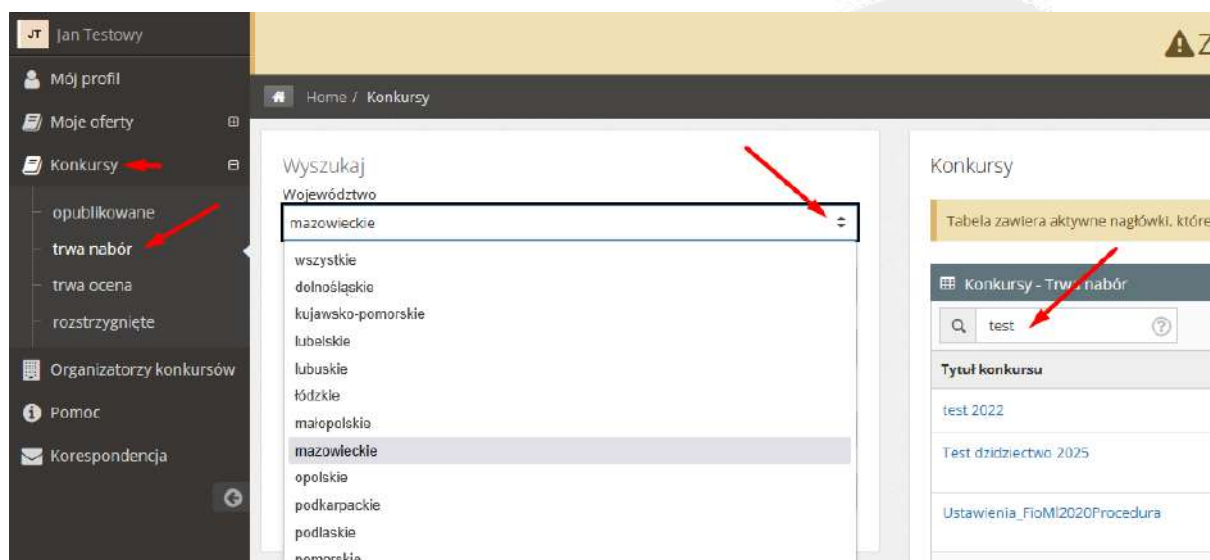 JT Jan Testowy
Mój profil
Moje oferty
Konkursy
opublikowane
trwa nabór
trwa ocena
rozstrzygnięte
Organizatorzy konkursów
Pomoc
Korespondencja
Z
Home / Konkursy
Wyszukaj
Województwo
mazowieckie
wszystkie
dolnośląskie
kujawsko-pomorskie
lubelskie
lubuskie
łódzkie
małopolskie
mazowieckie
opolskie
podkarpackie
podlaskie
pomorskie
Konkursy
Tabela zawiera aktywne nagłówki, które
Konkursy - Trwa nabór
test
Tytuł konkursu
test 2022
Test dzidziectwo 2025
Ustawienia_FioMl2020Procedura